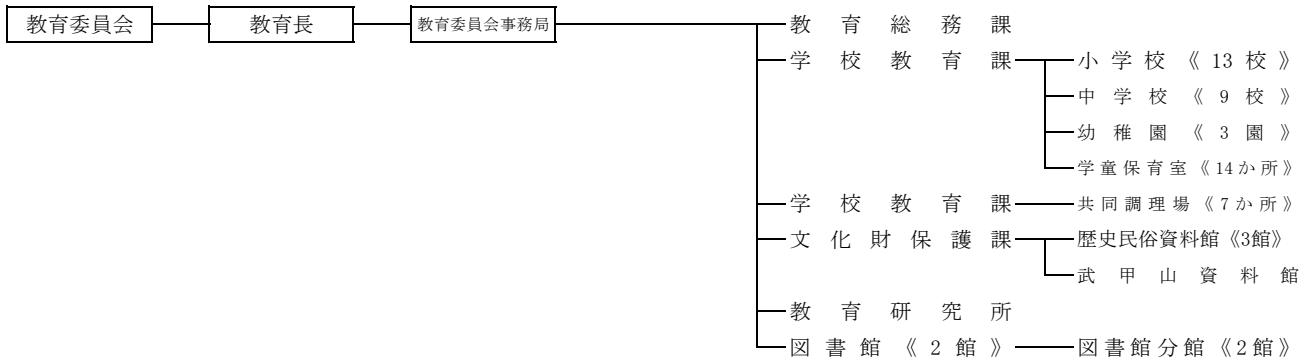 教育委員会 教育長 教育委員会事務局 教育総務課
学校教育課 小学校《13校》
中学校《9校》
幼稚園《3園》
学童保育室《14か所》
学校教育課 共同調理場《7か所》
文化財保護課 歴史民俗資料館《3館》
武甲山資料館
教育研究所
図書館《2館》 図書館分館《2館》